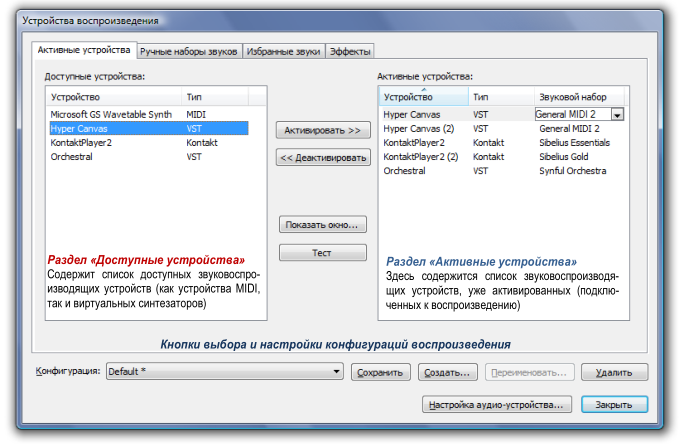 Устройства воспроизведения
Активные устройства Ручные наборы звуков Избранные звуки Эффекты
Доступные устройства:
Устройство Тип
Microsoft GS Wavetable Synth MIDI
Hyper Canvas VST
KontaktPlayer2 Kontakt
Orchestral VST
Раздел «Доступные устройства»
Содержит список доступных звуковоспро-
изводящих устройств (как устройства MIDI,
так и виртуальных синтезаторов)
Активировать >>
<< Деактивировать
Показать окно...
Тест
Активные устройства:
Устройство Тип Звуковой набор
Hyper Canvas VST General MIDI 2
Hyper Canvas (2) VST General MIDI 2
KontaktPlayer2 Kontakt Sibelius Essentials
KontaktPlayer2 (2) Kontakt Sibelius Gold
Orchestral VST Synful Orchestra
Раздел «Активные устройства»
Здесь содержится список звуковоспроизводя-
щих устройств, уже активированных (подклю-
ченных к воспроизведению)
Кнопки выбора и настройки конфигураций воспроизведения
Конфигурация: Default * Сохранить Создать... Переименовать... Удалить
Настройка аудио-устройства... Закрыть